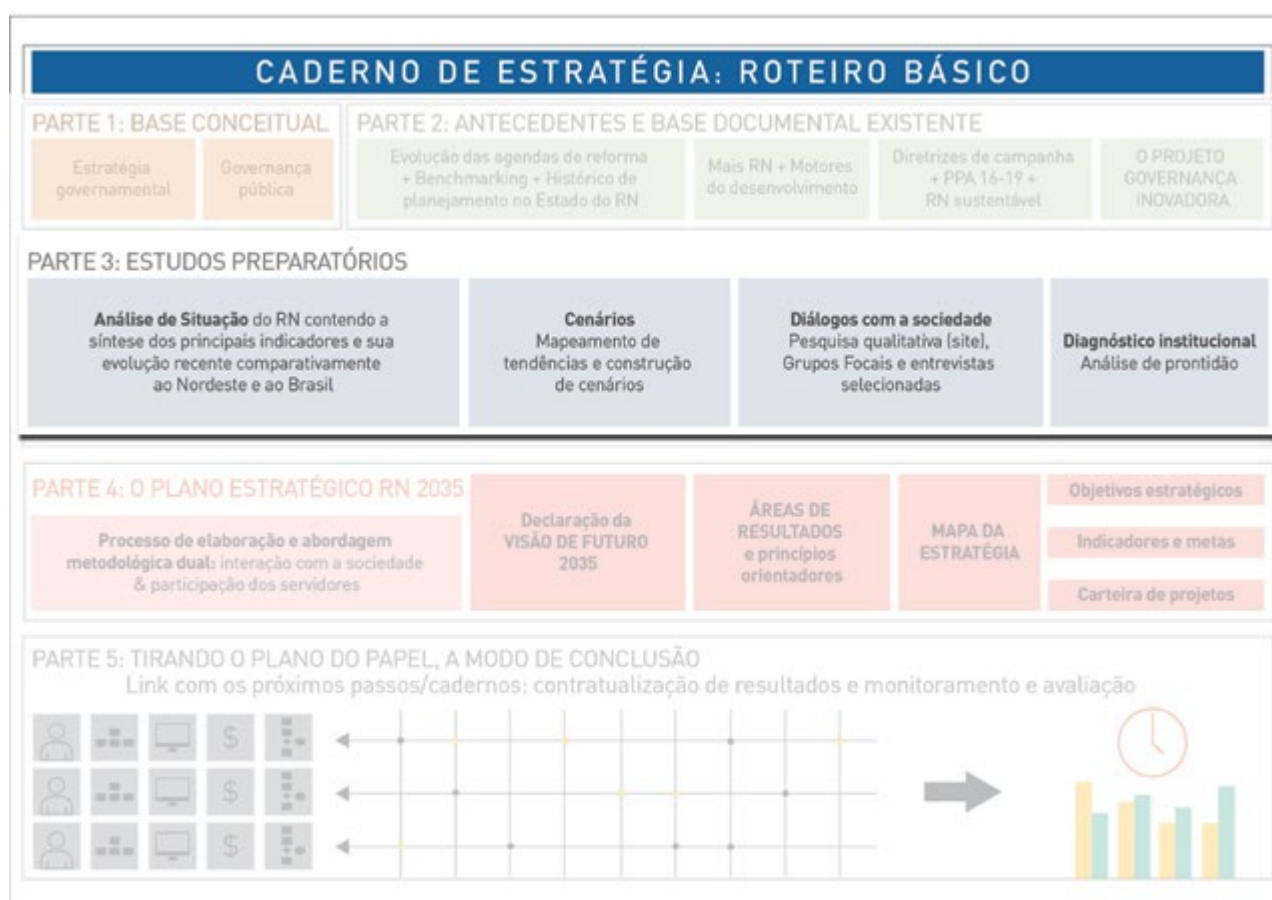 CADERNO DE ESTRATÉGIA: ROTEIRO BÁSICO
PARTE 1: BASE CONCEITUAL
Estratégia
governamental
Governança
pública
PARTE 2: ANTECEDENTES E BASE DOCUMENTAL EXISTENTE
Evolução das agendas de reforma
+ Benchmarking + Histórico de
planejamento no Estado do RN
Mais RN + Motores
do desenvolvimento
Diretrizes de campanha
+ PPA 16-19 +
RN sustentável
O PROJETO
GOVERNANÇA
INOVADORA
PARTE 3: ESTUDOS PREPARATÓRIOS
Análise de Situação do RN contendo a
síntese dos principais indicadores e sua
evolução recente comparativamente
ao Nordeste e ao Brasil
Cenários
Mapeamento de
tendências e construção
de cenários
Diálogos com a sociedade
Pesquisa qualitativa (site),
Grupos Focais e entrevistas
selecionadas
Diagnóstico institucional
Análise de prontidão
PARTE 4: O PLANO ESTRATÉGICO RN 2035
Processo de elaboração e abordagem
metodológica dual: interação com a sociedade
& participação dos servidores
Declaração da
VISÃO DE FUTURO
2035
ÁREAS DE
RESULTADOS
e princípios
orientadores
MAPA DA
ESTRATÉGIA
Objetivos estratégicos
Indicadores e metas
Carteira de projetos
PARTE 5: TIRANDO O PLANO DO PAPEL, A MODO DE CONCLUSÃO
Link com os próximos passos/cadernos: contratualização de resultados e monitoramento e avaliação
$
$
$